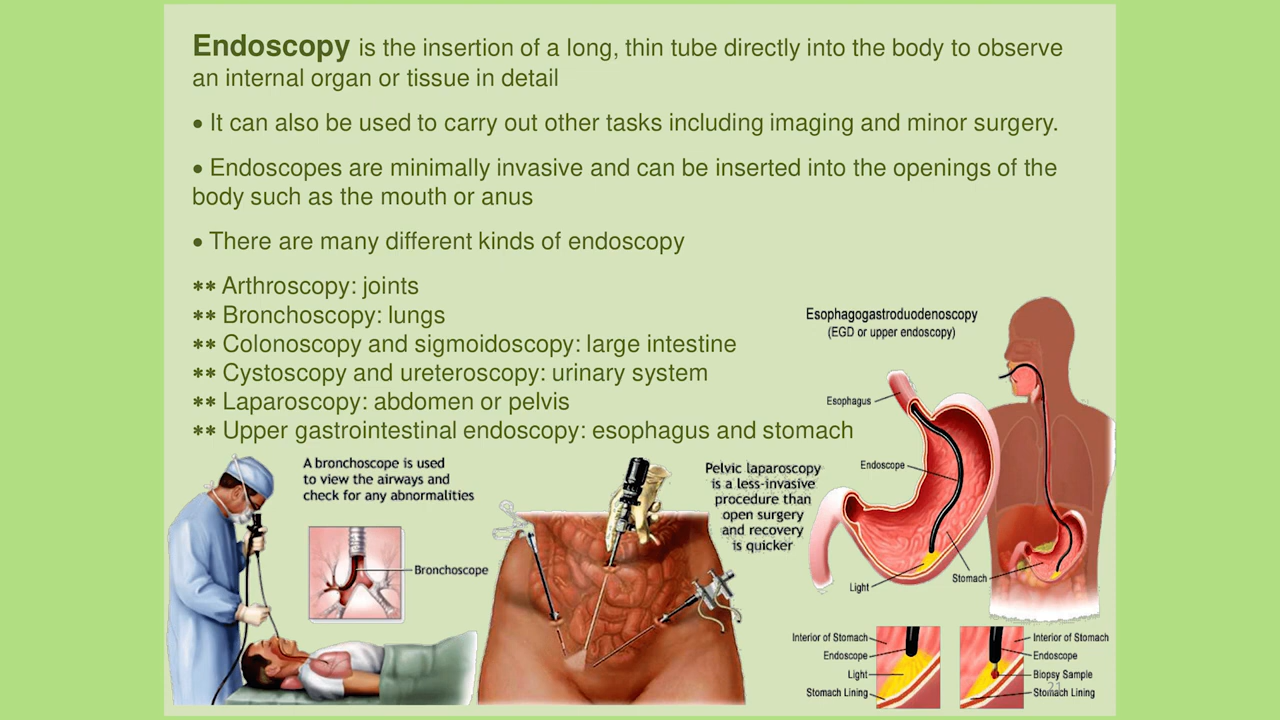 Endoscopy is the insertion of a long, thin tube directly into the body to observe
an internal organ or tissue in detail
• It can also be used to carry out other tasks including imaging and minor surgery.
• Endoscopes are minimally invasive and can be inserted into the openings of the
body such as the mouth or anus
• There are many different kinds of endoscopy
** Arthroscopy: joints
** Bronchoscopy: lungs
** Colonoscopy and sigmoidoscopy: large intestine
** Cystoscopy and ureteroscopy: urinary system
** Laparoscopy: abdomen or pelvis
** Upper gastrointestinal endoscopy: esophagus and stomach
A bronchoscope is used
to view the airways and
check for any abnormalities
Bronchoscope
Pelvic laparoscopy
is a less-invasive
procedure than
open surgery
and recovery
is quicker
Esophagogastroduodenoscopy
(EGD or upper endoscopy)
Esophagus
Endoscope
Light
Stomach
Interior of Stomach
Endoscope
Light
Stomach Lining
Interior of Stomach
Endoscope
Biopsy Sample
Stomach Lining
21